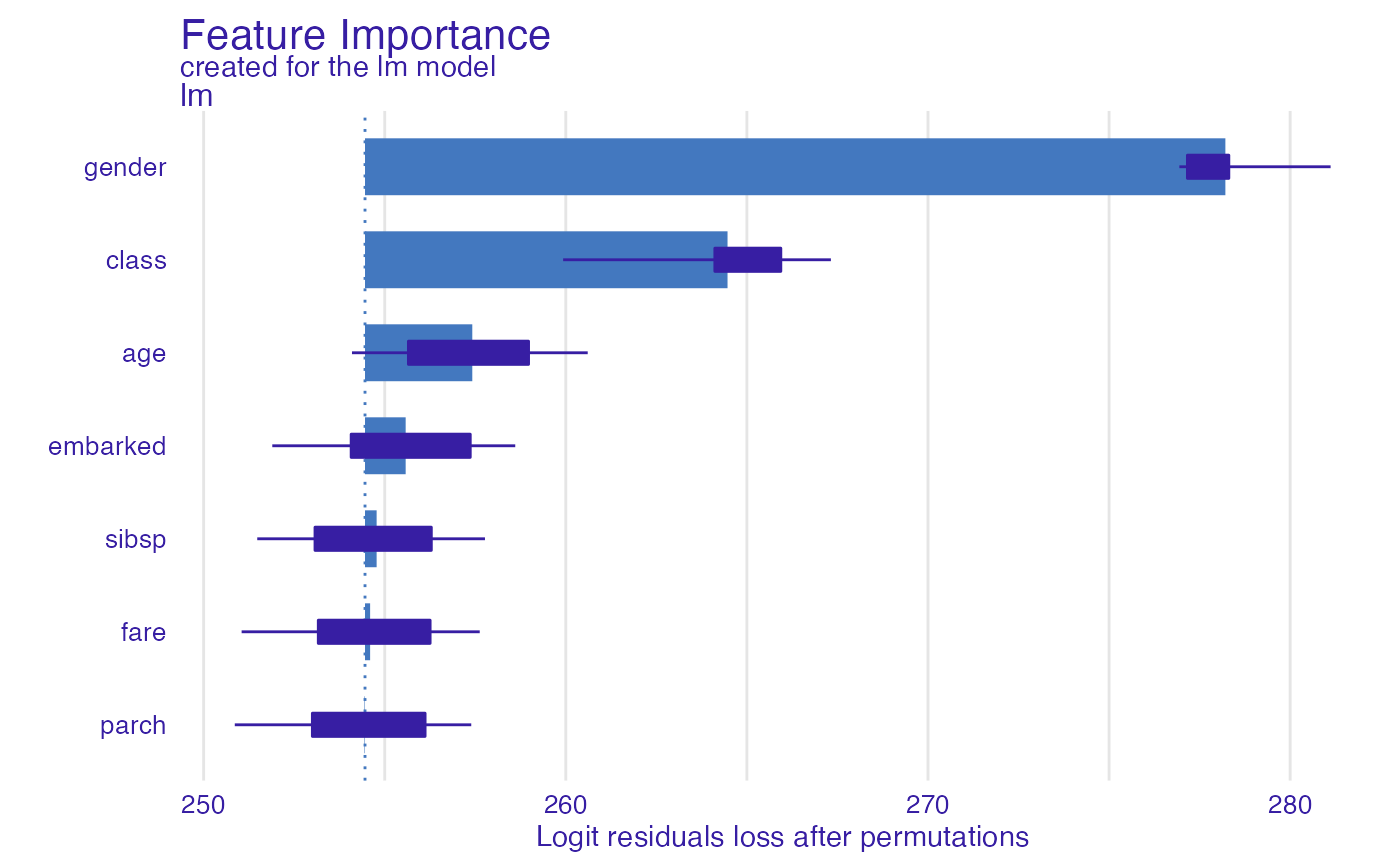 Feature Importance
created for the lm model
lm
gender
class
age
embarked
sibsp
fare
parch
250 260 270 280
Logit residuals loss after permutations